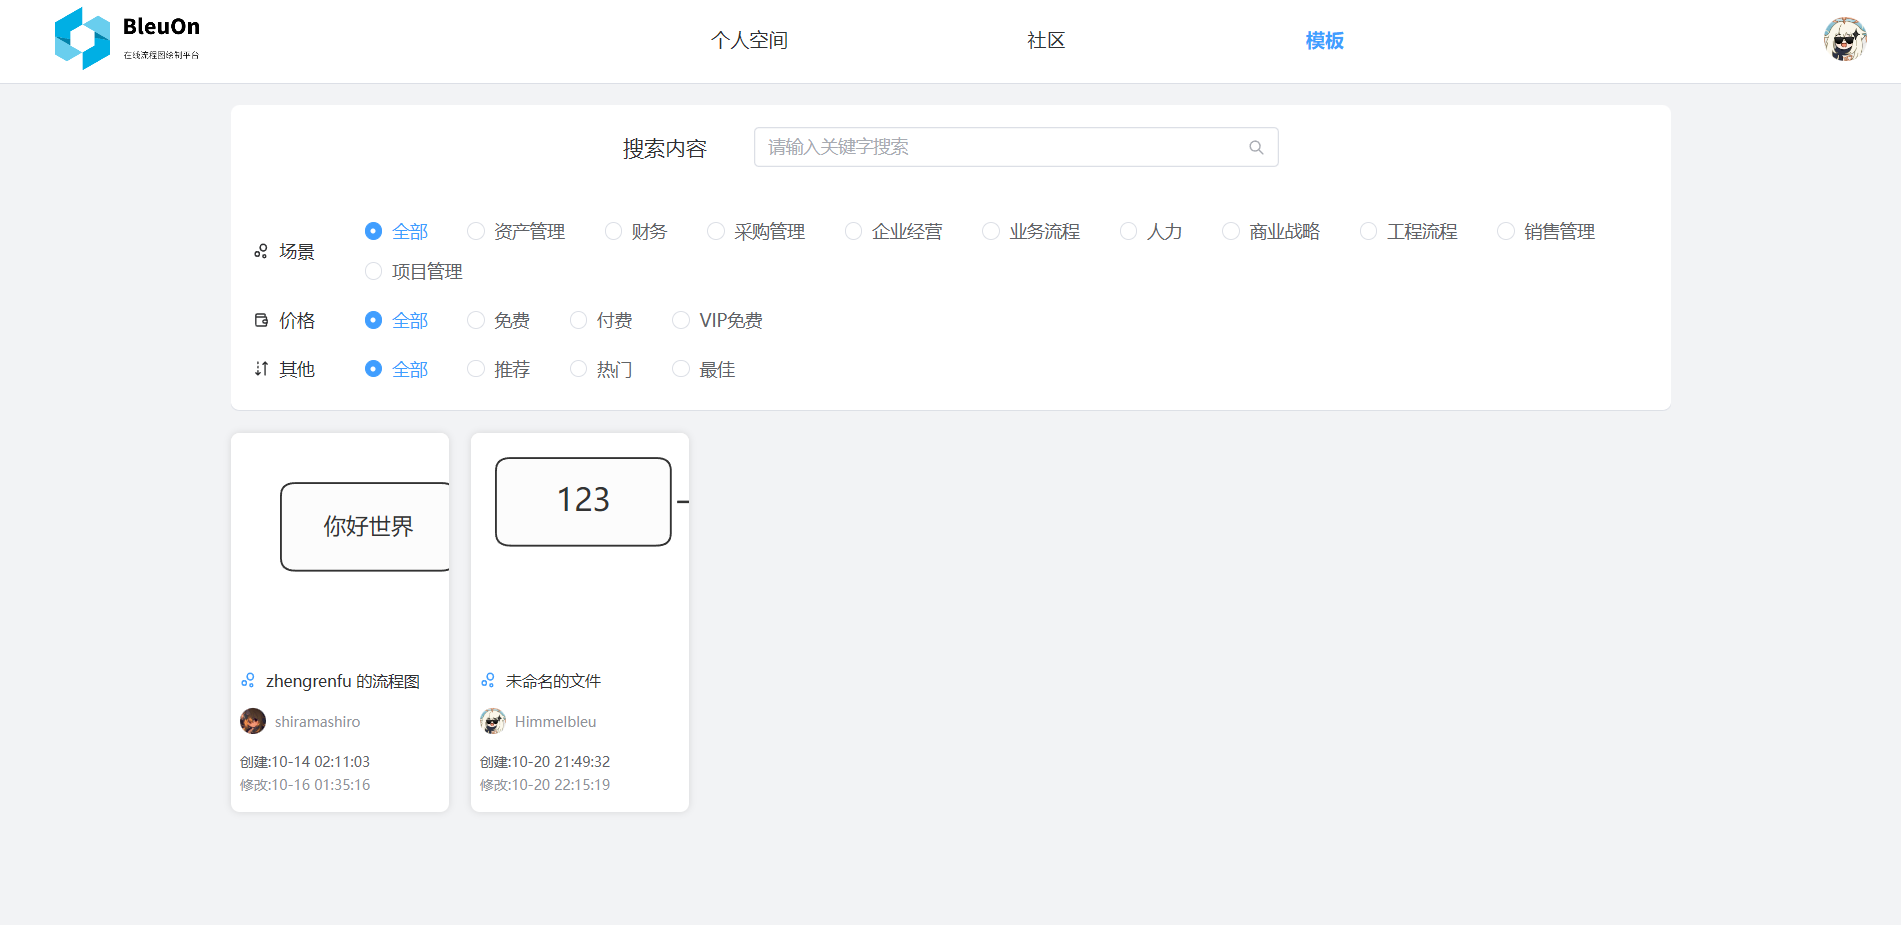 BleuOn
在线流程图绘制平台
个人空间 社区 模板
搜索内容 请输入关键字搜索
场景 全部 资产管理 财务 采购管理 企业经营 业务流程 人力 商业战略 工程流程 销售管理
项目管理
价格 全部 免费 付费 VIP免费
其他 全部 推荐 热门 最佳
你好世界
zhengrenfu 的流程图
shiramashiro
创建:10-14 02:11:03
修改:10-16 01:35:16
123
未命名的文件
Himmelbleu
创建:10-20 21:49:32
修改:10-20 22:15:19